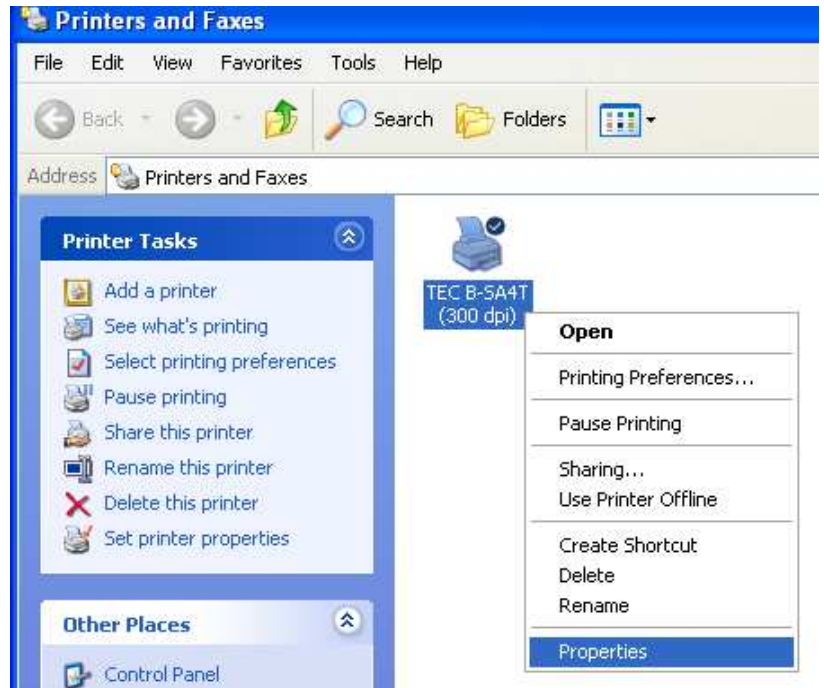 Printers and Faxes
File Edit View Favorites Tools Help
Back Search Folders
Address Printers and Faxes
Printer Tasks
Add a printer
See what's printing
Select printing preferences
Pause printing
Share this printer
Rename this printer
Delete this printer
Set printer properties
Other Places
Control Panel
TEC B-SA4T
(300 dpi)
Open
Printing Preferences...
Pause Printing
Sharing...
Use Printer Offline
Create Shortcut
Delete
Rename
Properties